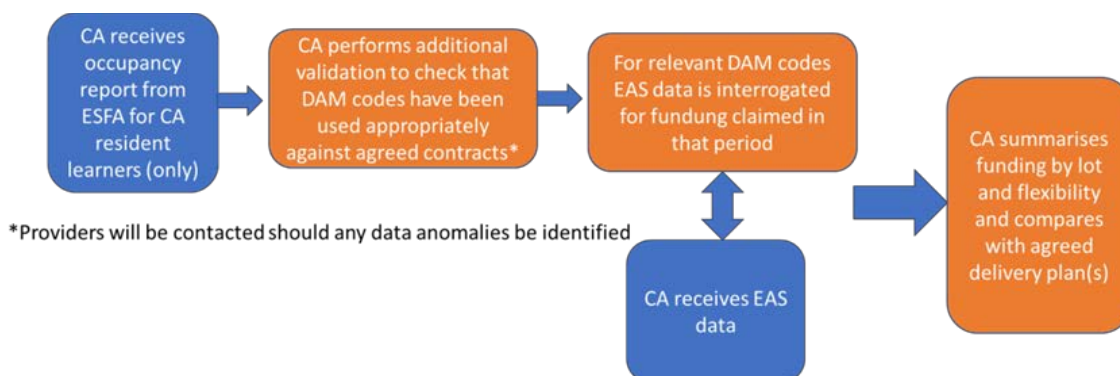 CA receives
occupancy
report from
ESFA for CA
resident
learners (only)
CA performs additional
validation to check that
DAM codes have been
used appropriately
against agreed contracts*
For relevant DAM codes
EAS data is interrogated
for fundung claimed in
that period
CA summarises
funding by lot
and flexibility
and compares
with agreed
delivery plan(s)
*Providers will be contacted should any data anomalies be identified
CA receives EAS
data